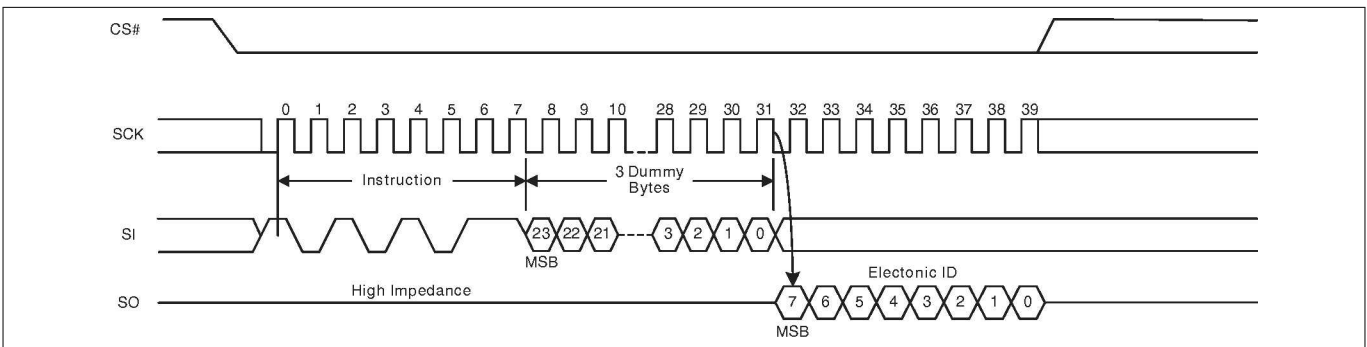 CS#
0 1 2 3 4 5 6 7 8 9 10 28 29 30 31 32 33 34 35 36 37 38 39
SCK
Instruction
3 Dummy
Bytes
SI
23 22 21 3 2 1 0
MSB
Electonic ID
High Impedance
SO
7 6 5 4 3 2 1 0
MSB